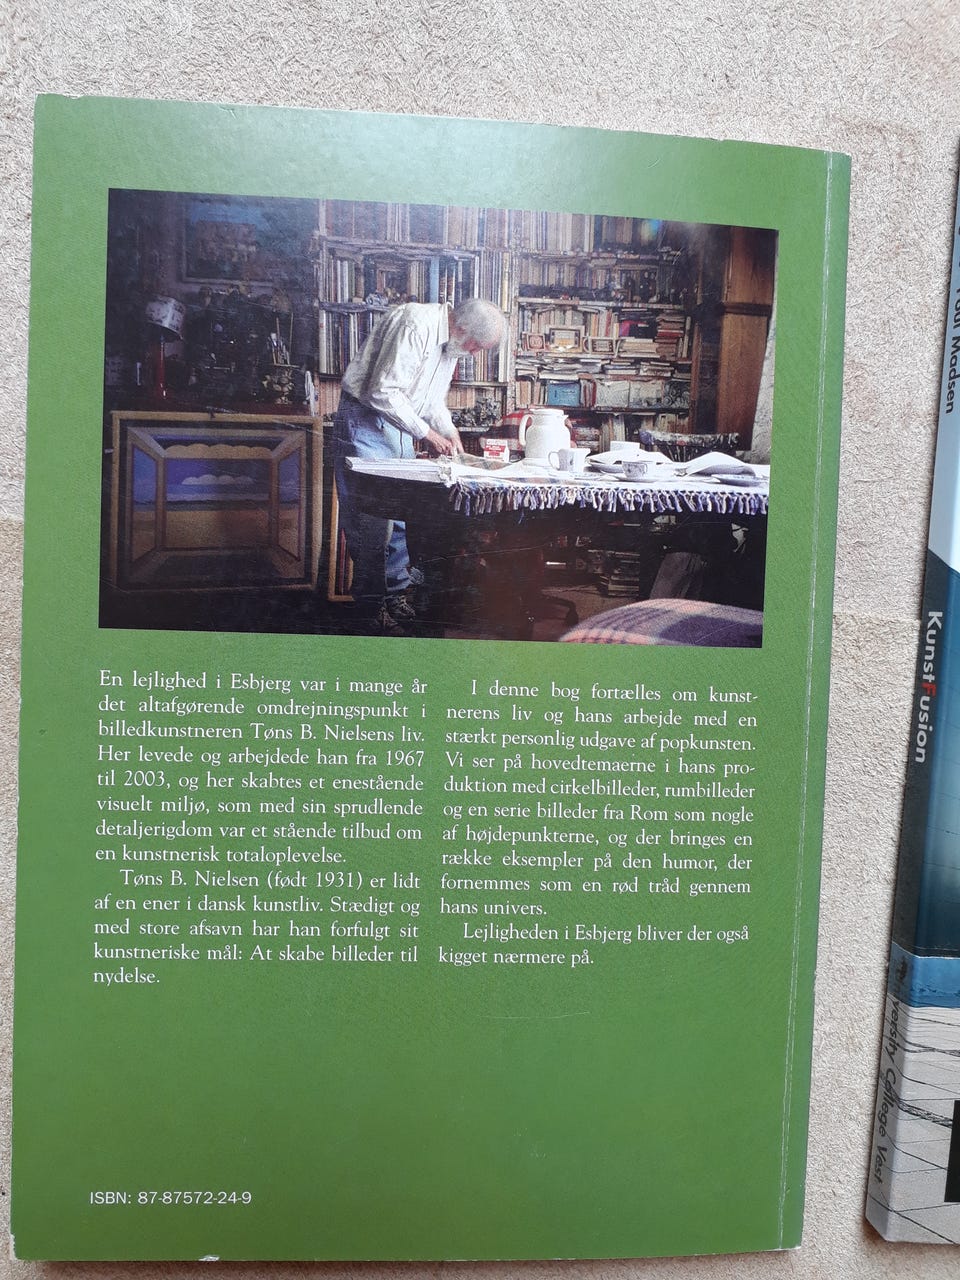 En lejlighed i Esbjerg var i mange år
det altafgørende omdrejningspunkt i
billedkunstneren Tøns B. Nielsens liv.
Her levede og arbejdede han fra 1967
til 2003, og her skabtes et enestående
visuelt miljø, som med sin sprudlende
detaljerigdom var et stående tilbud om
en kunstnerisk totaloplevelse.
Tøns B. Nielsen (født 1931) er lidt
af en ener i dansk kunstliv. Stædigt og
med store afsavn har han forfulgt sit
kunstneriske mål: At skabe billeder til
nydelse.
I denne bog fortælles om kunst-
nerens liv og hans arbejde med en
stærkt personlig udgave af popkunsten.
Vi ser på hovedtemaerne i hans pro-
duktion med cirkelbilleder, rumbilleder
og en serie billeder fra Rom som nogle
af højdepunkterne, og der bringes en
række eksempler på den humor, der
fornemmes som en rød tråd gennem
hans univers.
Lejligheden i Esbjerg bliver der også
kigget nærmere på.
ISBN: 87-87572-24-9
Poul Madsen
KunstFusion
University College Vest